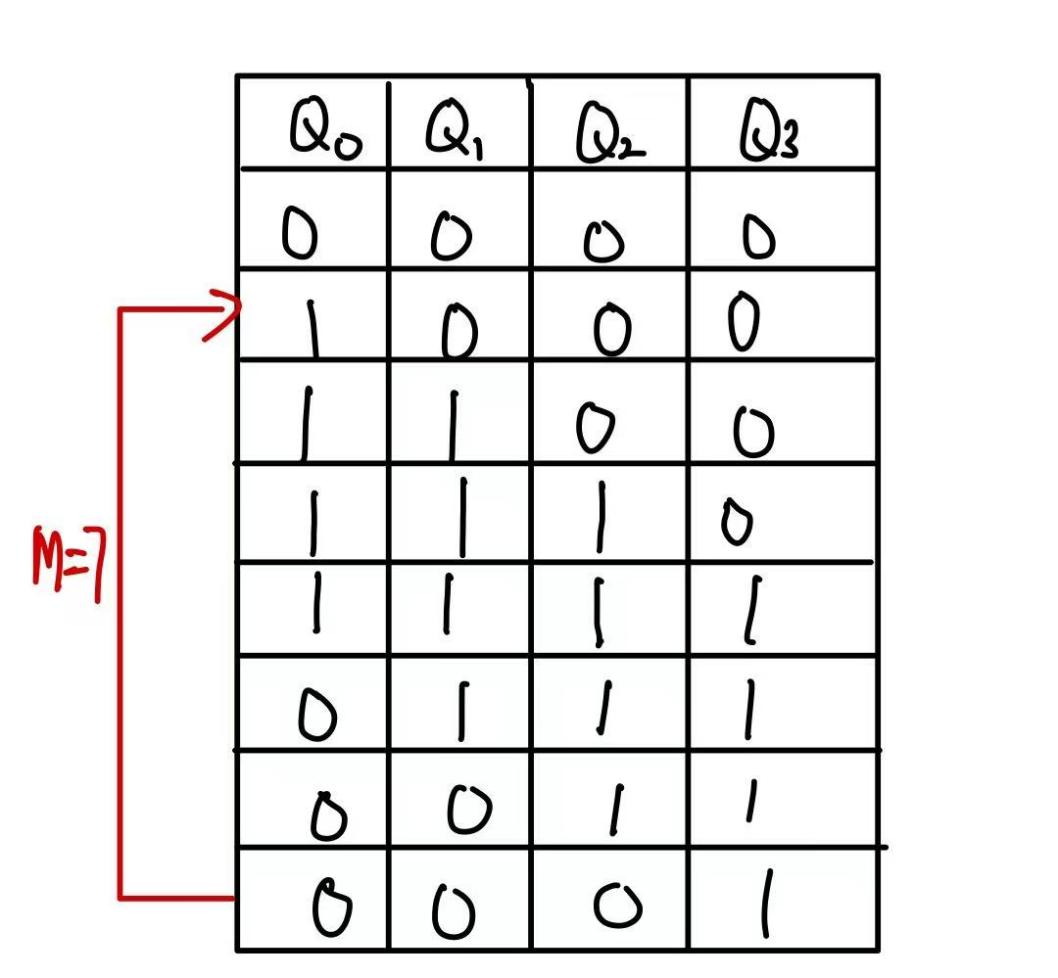 Q0 Q1 Q2 Q3
0 0 0 0
1 0 0 0
1 1 0 0
1 1 1 0
M=7
1 1 1 1
0 1 1 1
0 0 1 1
0 0 0 1